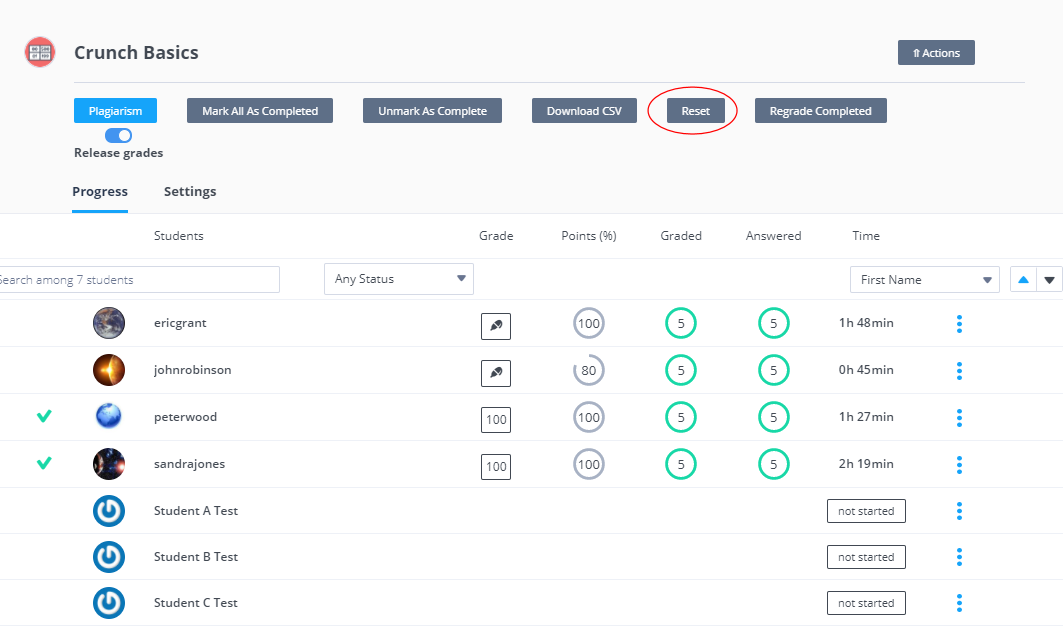 Crunch Basics
⇑ Actions
Plagiarism Mark All As Completed Unmark As Complete Download CSV Reset Regrade Completed
Release grades
Progress Settings
Students Grade Points (%) Graded Answered Time
Search among 7 students Any Status First Name
ericgrant 100 5 5 1h 48min
johnrobinson 80 5 5 0h 45min
peterwood 100 100 5 5 1h 27min
sandrajones 100 100 5 5 2h 19min
Student A Test not started
Student B Test not started
Student C Test not started